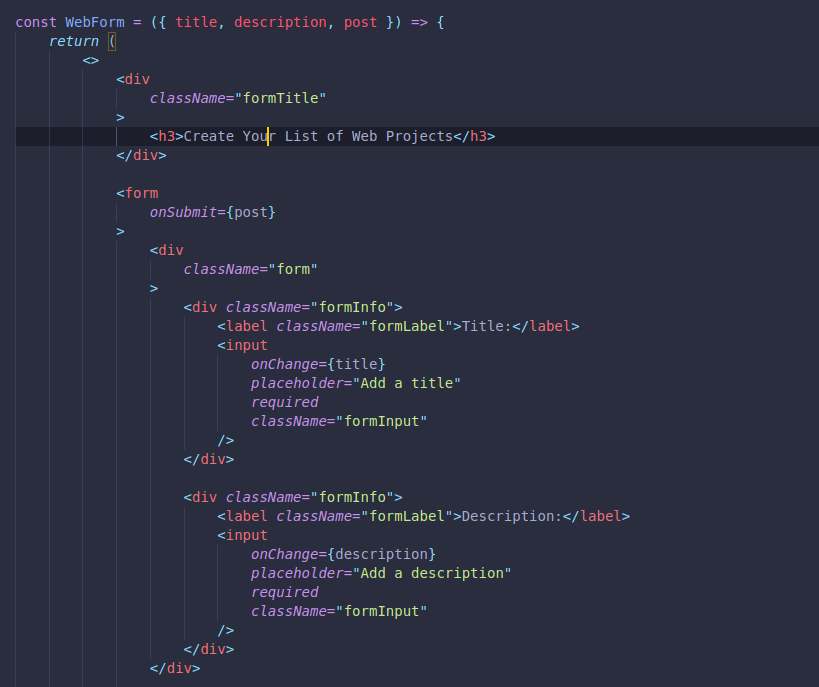 const WebForm = ({ title, description, post }) => {
    return (
        <>
            <div
                className="formTitle"
            >
                <h3>Create Your List of Web Projects</h3>
            </div>

            <form
                onSubmit={post}
            >
                <div
                    className="form"
                >
                    <div className="formInfo">
                        <label className="formLabel">Title:</label>
                        <input
                            onChange={title}
                            placeholder="Add a title"
                            required
                            className="formInput"
                        />
                    </div>

                    <div className="formInfo">
                        <label className="formLabel">Description:</label>
                        <input
                            onChange={description}
                            placeholder="Add a description"
                            required
                            className="formInput"
                        />
                    </div>
                </div>